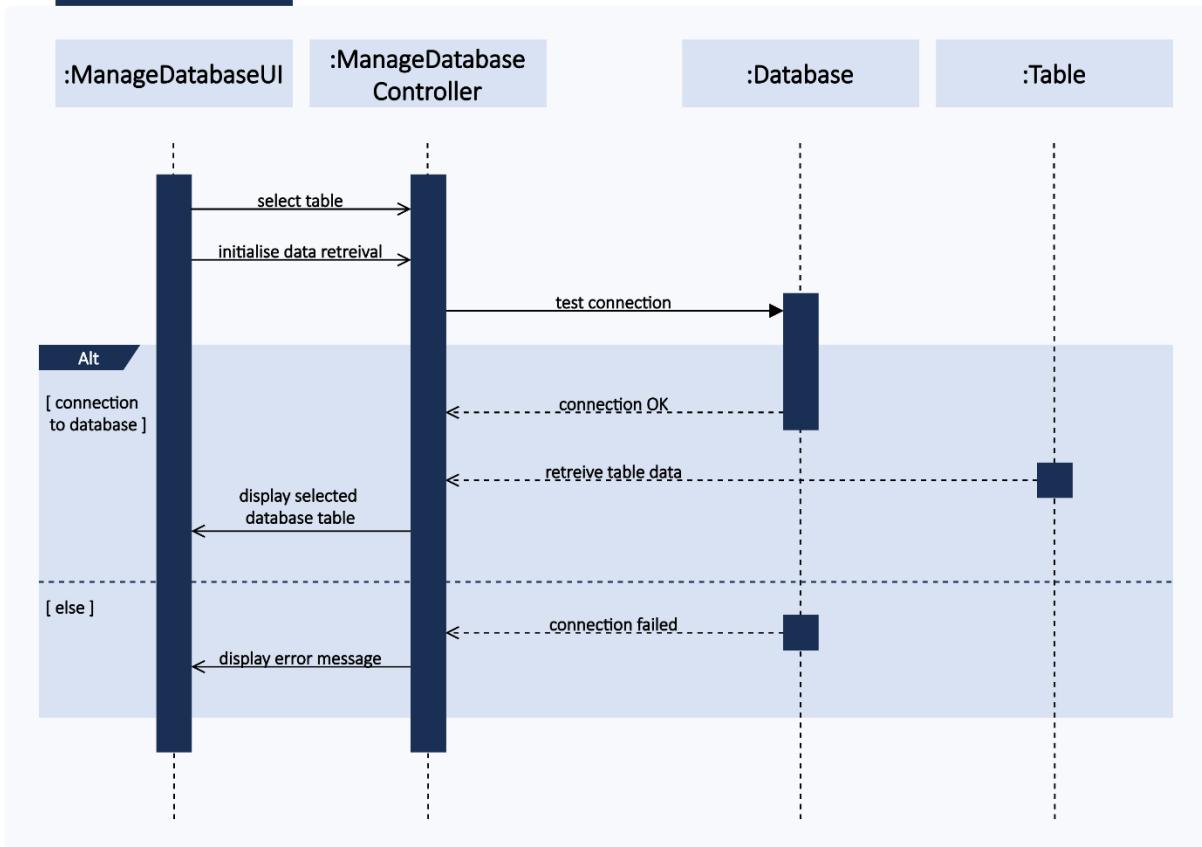 :ManageDatabaseUI
:ManageDatabase
Controller
:Database
:Table
select table
initialise data retreival
test connection
Alt
[ connection
to database ]
connection OK
retreive table data
display selected
database table
[ else ]
connection failed
display error message